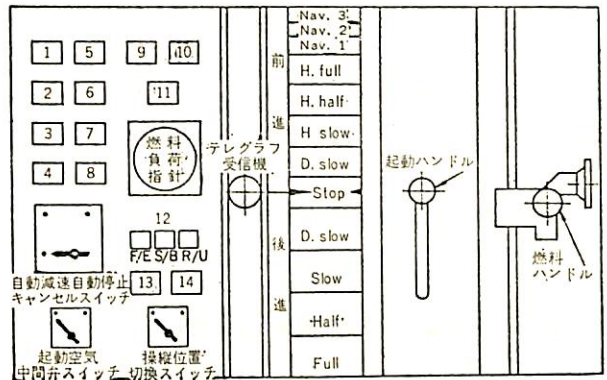 1 5 9 10
2 6 11
3 7
4 8
燃料
負荷
指針
12
F/E S/B R/U
13 14
自動減速自動停止
キャンセルスイッチ
起動空気
中間弁スイッチ
操縦位置
切換スイッチ
テレグラフ
受信機
前進
後進
Nav. 3
Nav. 2
Nav. 1
H. full
H. half
H slow
D. slow
Stop
D. slow
Slow
Half
Full
起動ハンドル
燃料
ハンドル